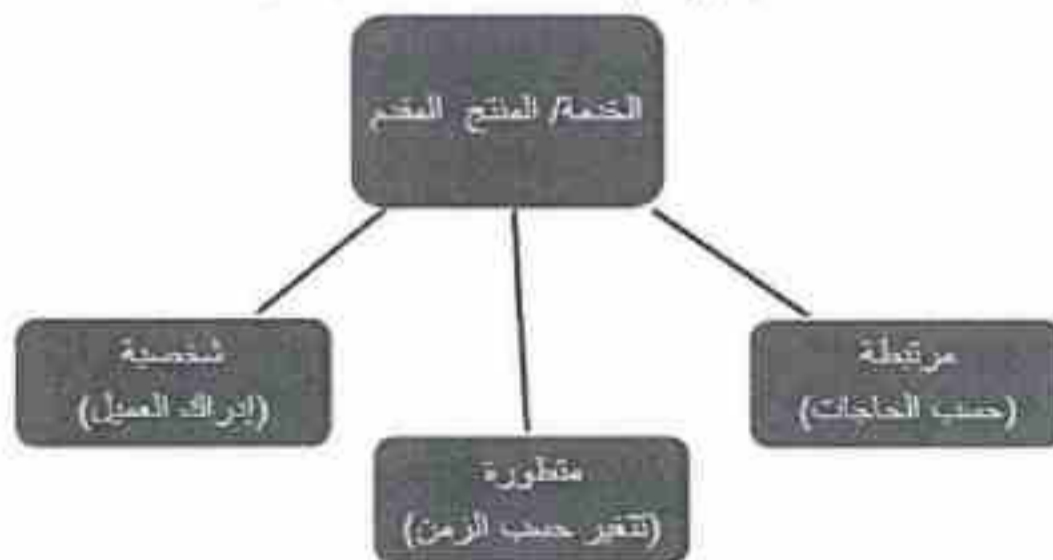 الخدمة/ المنتج المقدم
مرتبطة
(حسب الحاجات)
متطورة
(تتغير حسب الزمن)
شخصية
(إدراك العميل)